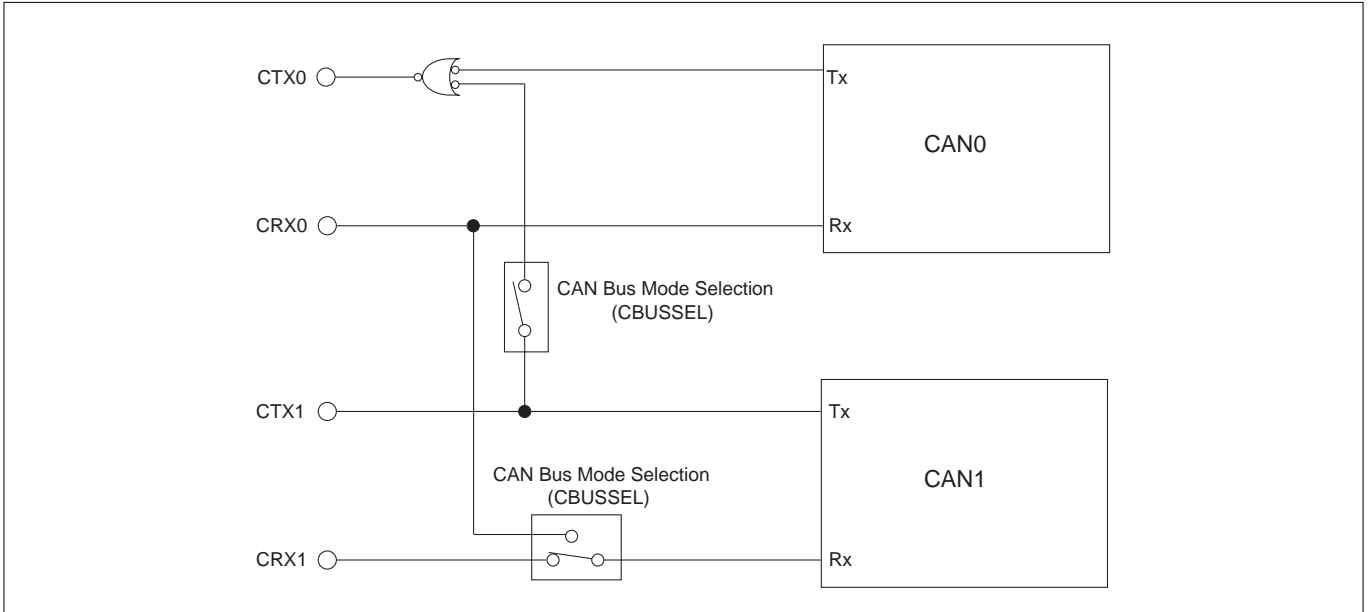 CTX0
Tx
CAN0
CRX0
Rx
CAN Bus Mode Selection
(CBUSSEL)
CTX1
Tx
CAN Bus Mode Selection
(CBUSSEL)
CAN1
CRX1
Rx